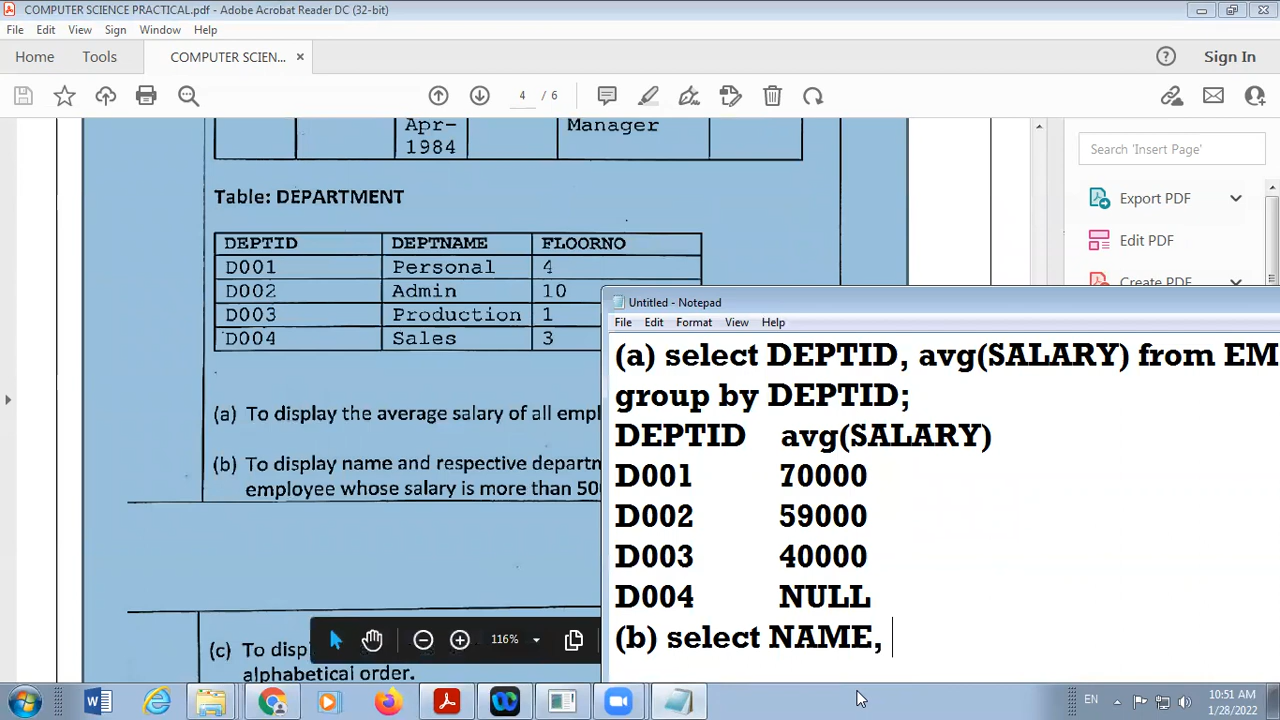 COMPUTER SCIENCE PRACTICAL.pdf - Adobe Acrobat Reader DC (32-bit)
File Edit View Sign Window Help
Home Tools COMPUTER SCIEN... × Sign In
4 / 6
Search 'Insert Page'
Export PDF
Edit PDF
Create PDF
Apr- Manager
1984
Table: DEPARTMENT
DEPTID DEPTNAME FLOORNO
D001 Personal 4
D002 Admin 10
D003 Production 1
D004 Sales 3
(a) To display the average salary of all empl
(b) To display name and respective departm
employee whose salary is more than 500
(c) To disp
alphabetical order.
116%
Untitled - Notepad
File Edit Format View Help
(a) select DEPTID, avg(SALARY) from EM
group by DEPTID;
DEPTID avg(SALARY)
D001 70000
D002 59000
D003 40000
D004 NULL
(b) select NAME,
EN
10:51 AM
1/28/2022